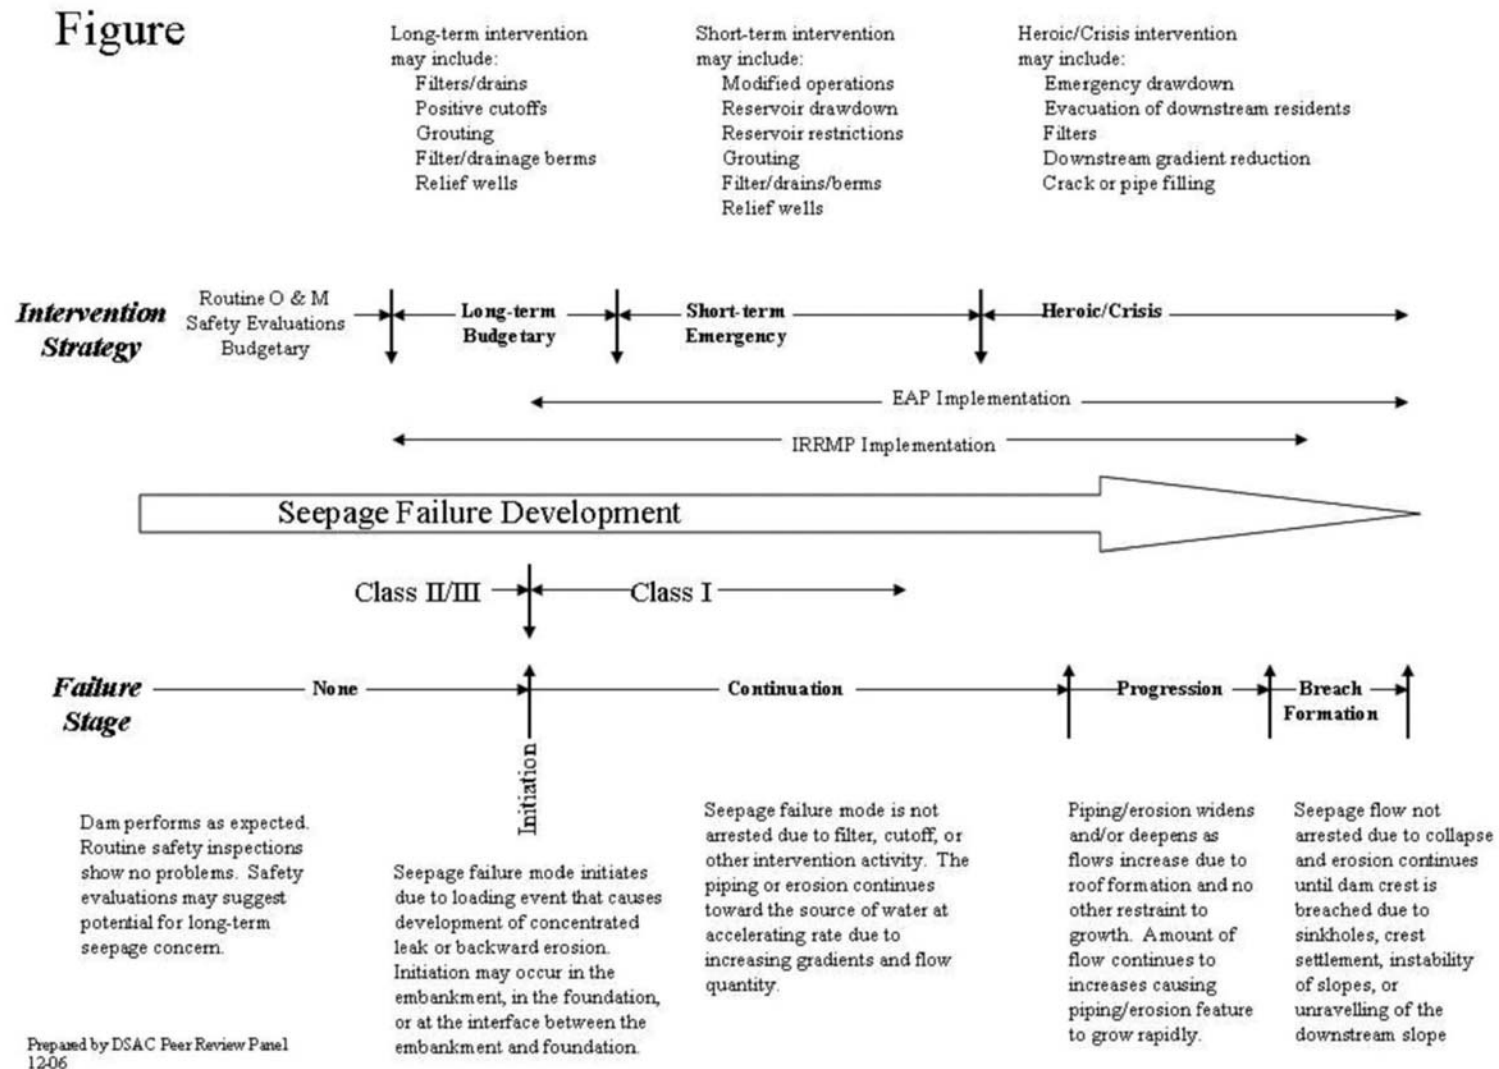 Figure
Long-term intervention
may include:
Filters/drains
Positive cutoffs
Grouting
Filter/drainage berms
Relief wells
Short-term intervention
may include:
Modified operations
Reservoir drawdown
Reservoir restrictions
Grouting
Filter/drains/berms
Relief wells
Heroic/Crisis intervention
may include:
Emergency drawdown
Evacuation of downstream residents
Filters
Downstream gradient reduction
Crack or pipe filling
Intervention
Strategy
Routine O & M
Safety Evaluations
Budgetary
Long-term
Budgetary
Short-term
Emergency
Heroic/Crisis
EAP Implementation
IRRMP Implementation
Seepage Failure Development
Class II/III
Class I
Failure
Stage
None
Continuation
Progression
Breach
Formation
Initiation
Dam performs as expected.
Routine safety inspections
show no problems. Safety
evaluations may suggest
potential for long-term
seepage concern.
Seepage failure mode initiates
due to loading event that causes
development of concentrated
leak or backward erosion.
Initiation may occur in the
embankment, in the foundation,
or at the interface between the
embankment and foundation.
Seepage failure mode is not
arrested due to filter, cutoff, or
other intervention activity. The
piping or erosion continues
toward the source of water at
accelerating rate due to
increasing gradients and flow
quantity.
Piping/erosion widens
and/or deepens as
flows increase due to
roof formation and no
other restraint to
growth. Amount of
flow continues to
increases causing
piping/erosion feature
to grow rapidly.
Seepage flow not
arrested due to collapse
and erosion continues
until dam crest is
breached due to
sinkholes, crest
settlement, instability
of slopes, or
unravelling of the
downstream slope
Prepared by DSAC Peer Review Panel
12-06